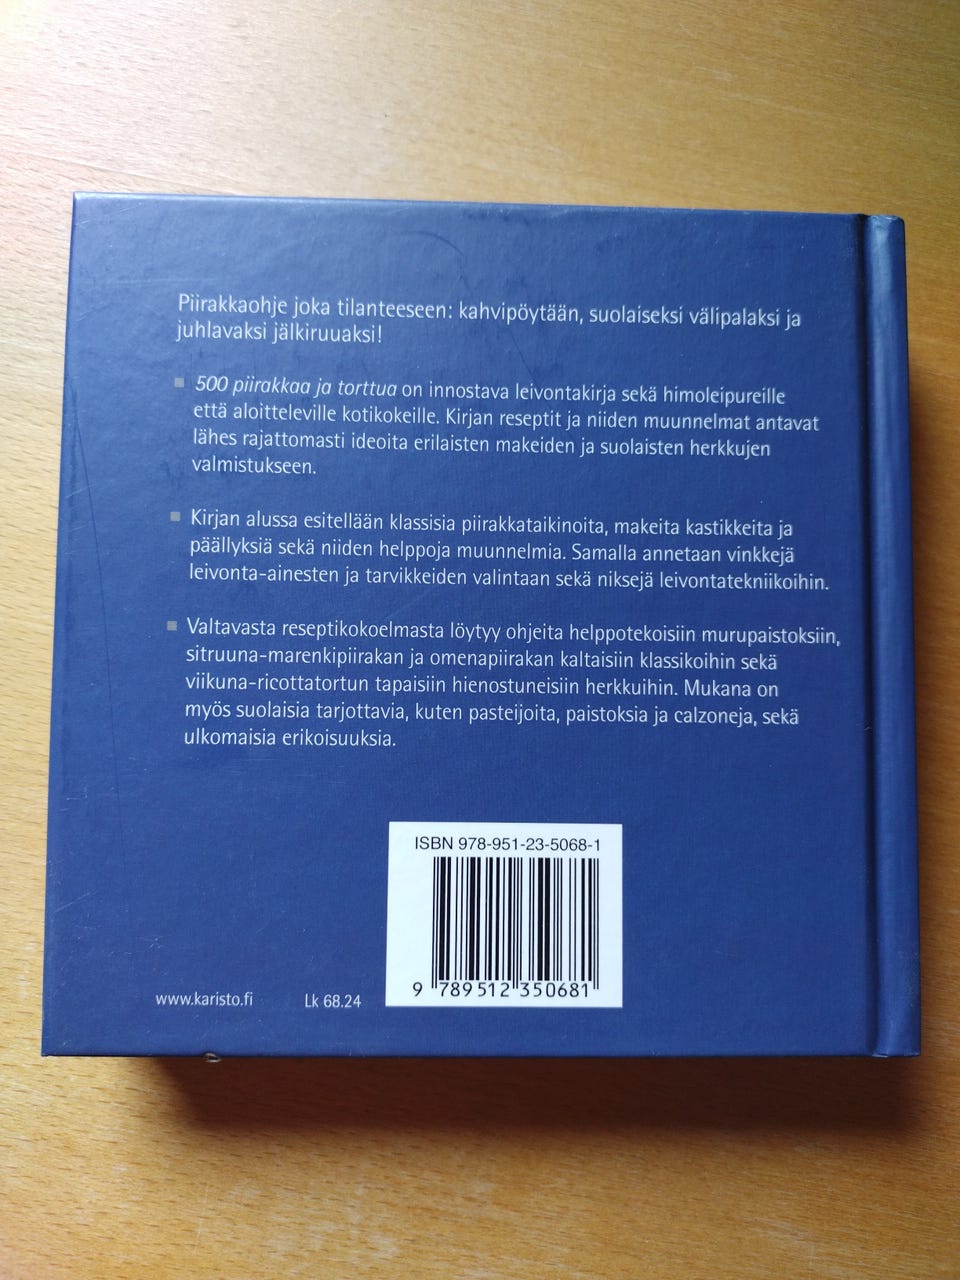 Piirakkaohje joka tilanteeseen: kahvipöytään, suolaiseksi välipalaksi ja
juhlavaksi jälkiruuaksi!
500 piirakkaa ja torttua on innostava leivontakirja sekä himoleipureille
että aloitteleville kotikokeille. Kirjan reseptit ja niiden muunnelmat antavat
lähes rajattomasti ideoita erilaisten makeiden ja suolaisten herkkujen
valmistukseen.
Kirjan alussa esitellään klassisia piirakkataikinoita, makeita kastikkeita ja
päällyksiä sekä niiden helppoja muunnelmia. Samalla annetaan vinkkejä
leivonta-ainesten ja tarvikkeiden valintaan sekä niksejä leivontatekniikoihin.
Valtavasta reseptikokoelmasta löytyy ohjeita helppotekoisiin murupaistoksiin,
sitruuna-marenkipiirakan ja omenapiirakan kaltaisiin klassikoihin sekä
viikuna-ricottatortun tapaisiin hienostuneisiin herkkuihin. Mukana on
myös suolaisia tarjottavia, kuten pasteijoita, paistoksia ja calzoneja, sekä
ulkomaisia erikoisuuksia.
ISBN 978-951-23-5068-1
9 789512 350681
www.karisto.fi Lk 68.24